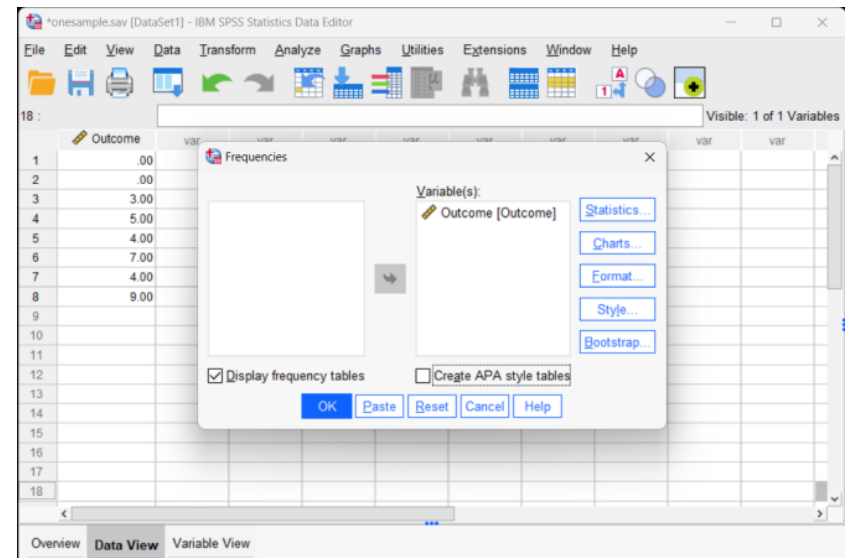 *onesample.sav [DataSet1] - IBM SPSS Statistics Data Editor
File Edit View Data Transform Analyze Graphs Utilities Extensions Window Help
18 :
Visible: 1 of 1 Variables
Outcome var var var var var var var var var
1 .00
2 .00
3 3.00
4 5.00
5 4.00
6 7.00
7 4.00
8 9.00
9
10
11
12
13
14
15
16
17
18
Frequencies
Variable(s):
Outcome [Outcome]
Statistics...
Charts...
Format...
Style...
Bootstrap...
Display frequency tables
Create APA style tables
OK Paste Reset Cancel Help
Overview Data View Variable View